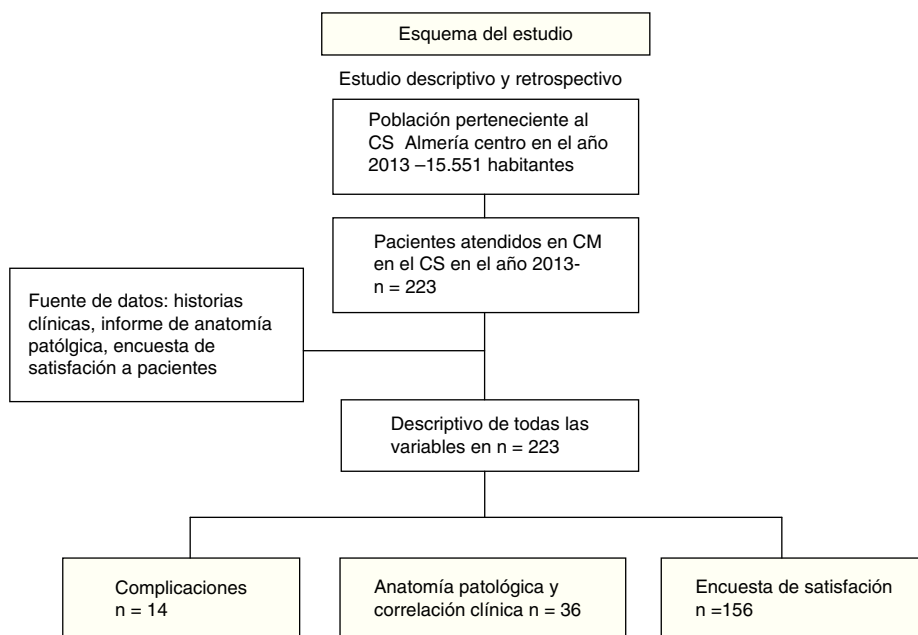 Esquema del estudio
Estudio descriptivo y retrospectivo
Población perteneciente al
CS Almería centro en el año
2013 –15.551 habitantes
Pacientes atendidos en CM
en el CS en el año 2013-
n = 223
Fuente de datos: historias
clínicas, informe de anatomía
patólgica, encuesta de
satisfacción a pacientes
Descriptivo de todas las
variables en n = 223
Complicaciones
n = 14
Anatomía patológica y
correlación clínica n = 36
Encuesta de satisfacción
n =156